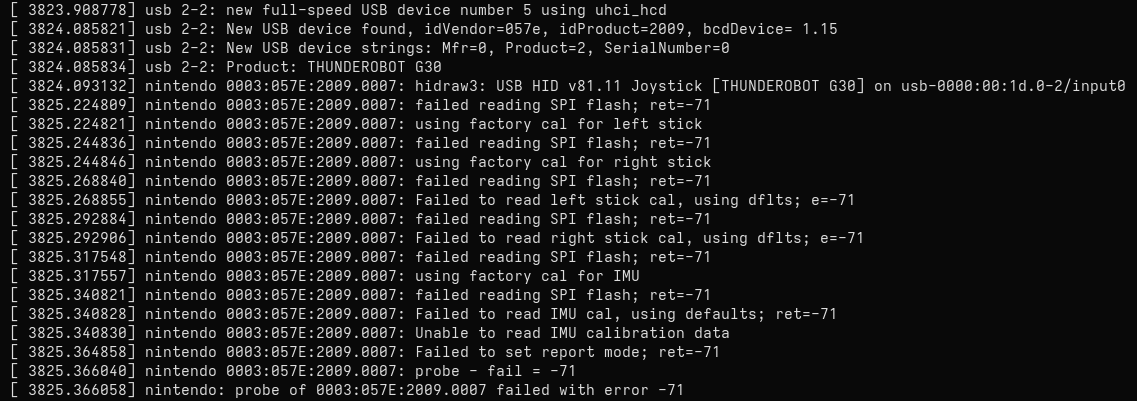 [ 3823.908778] usb 2-2: new full-speed USB device number 5 using uhci_hcd
[ 3824.085821] usb 2-2: New USB device found, idVendor=057e, idProduct=2009, bcdDevice= 1.15
[ 3824.085831] usb 2-2: New USB device strings: Mfr=0, Product=2, SerialNumber=0
[ 3824.085834] usb 2-2: Product: THUNDEROBOT G30
[ 3824.093132] nintendo 0003:057E:2009.0007: hidraw3: USB HID v81.11 Joystick [THUNDEROBOT G30] on usb-0000:00:1d.0-2/input0
[ 3825.224809] nintendo 0003:057E:2009.0007: failed reading SPI flash; ret=-71
[ 3825.224821] nintendo 0003:057E:2009.0007: using factory cal for left stick
[ 3825.244836] nintendo 0003:057E:2009.0007: failed reading SPI flash; ret=-71
[ 3825.244846] nintendo 0003:057E:2009.0007: using factory cal for right stick
[ 3825.268840] nintendo 0003:057E:2009.0007: failed reading SPI flash; ret=-71
[ 3825.268855] nintendo 0003:057E:2009.0007: Failed to read left stick cal, using dflts; e=-71
[ 3825.292884] nintendo 0003:057E:2009.0007: failed reading SPI flash; ret=-71
[ 3825.292906] nintendo 0003:057E:2009.0007: Failed to read right stick cal, using dflts; e=-71
[ 3825.317548] nintendo 0003:057E:2009.0007: failed reading SPI flash; ret=-71
[ 3825.317557] nintendo 0003:057E:2009.0007: using factory cal for IMU
[ 3825.340821] nintendo 0003:057E:2009.0007: failed reading SPI flash; ret=-71
[ 3825.340828] nintendo 0003:057E:2009.0007: Failed to read IMU cal, using defaults; ret=-71
[ 3825.340830] nintendo 0003:057E:2009.0007: Unable to read IMU calibration data
[ 3825.364858] nintendo 0003:057E:2009.0007: Failed to set report mode; ret=-71
[ 3825.366040] nintendo 0003:057E:2009.0007: probe - fail = -71
[ 3825.366058] nintendo: probe of 0003:057E:2009.0007 failed with error -71